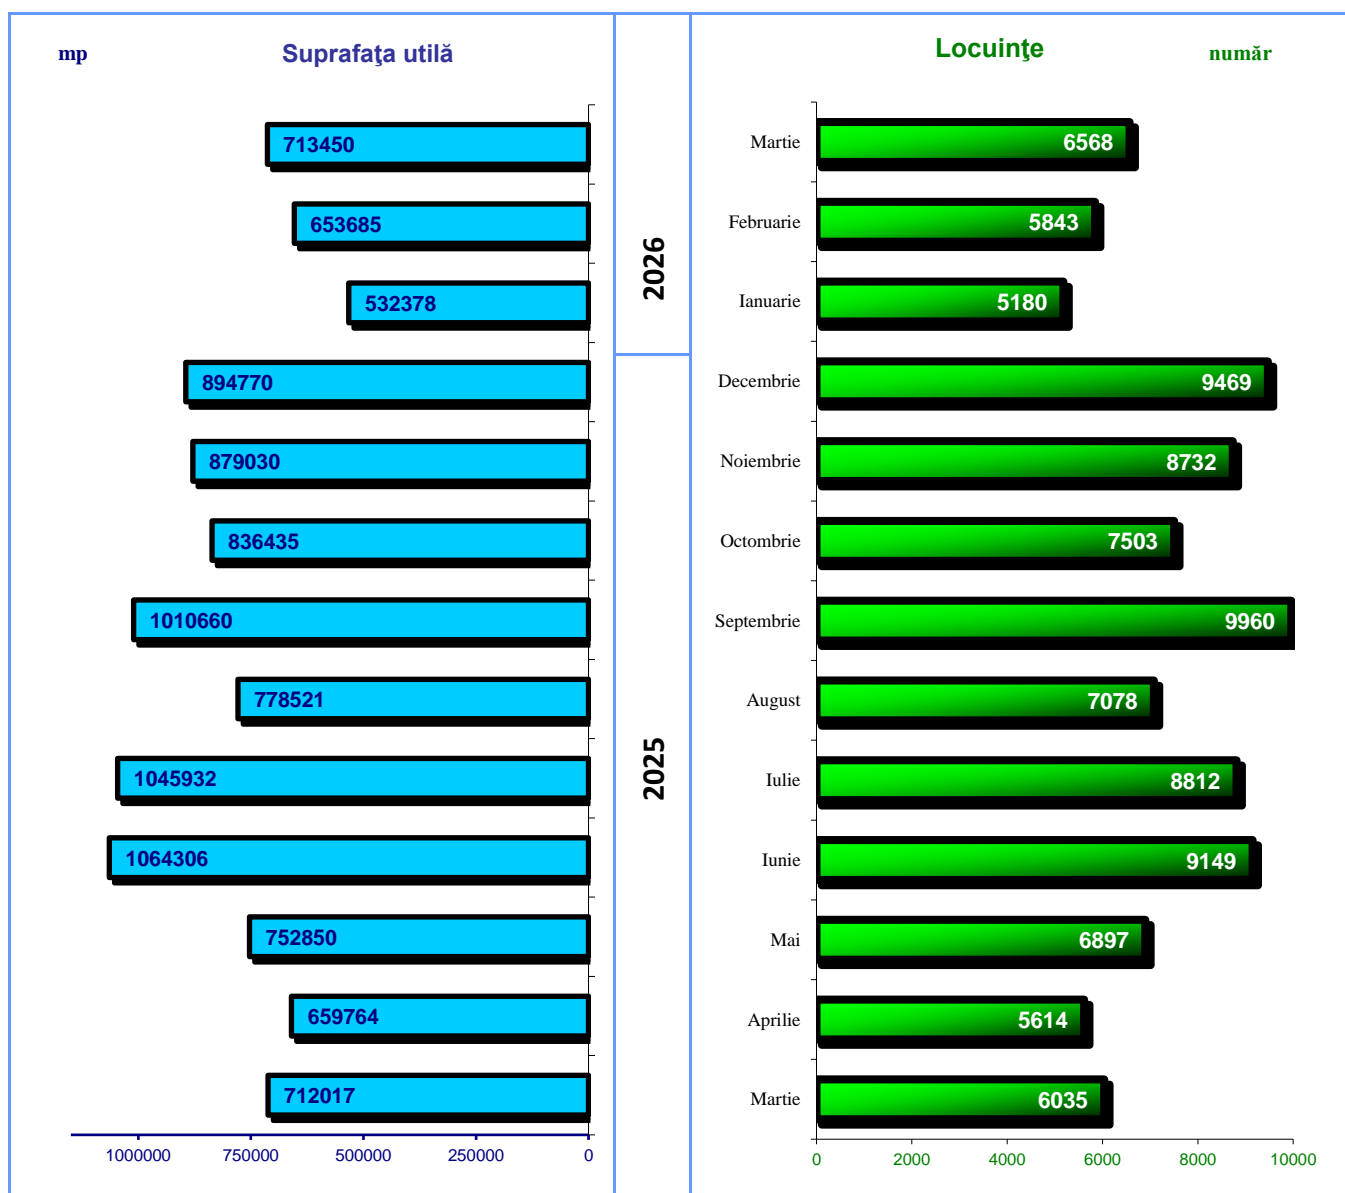 mp
Suprafaţa utilă
713450
653685
532378
894770
879030
836435
1010660
778521
1045932
1064306
752850
659764
712017
1000000 750000 500000 250000 0
2026
2025
Locuinţe
număr
Martie 6568
Februarie 5843
Ianuarie 5180
Decembrie 9469
Noiembrie 8732
Octombrie 7503
Septembrie 9960
August 7078
Iulie 8812
Iunie 9149
Mai 6897
Aprilie 5614
Martie 6035
0 2000 4000 6000 8000 10000